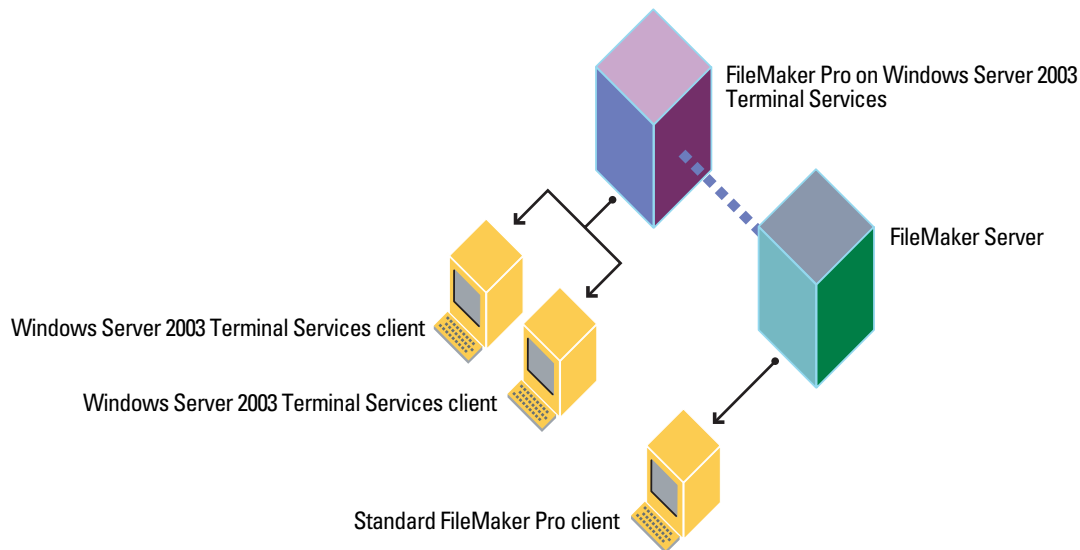 FileMaker Pro on Windows Server 2003
Terminal Services
FileMaker Server
Windows Server 2003 Terminal Services client
Windows Server 2003 Terminal Services client
Standard FileMaker Pro client